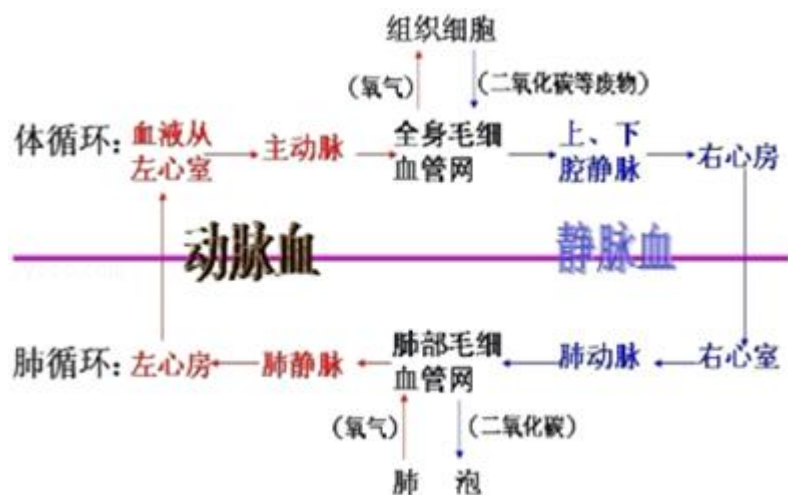 组织细胞
（氧气） （二氧化碳等废物）
体循环： 血液从 主动脉 全身毛细 上、下 右心房
左心室 血管网 腔静脉
动脉血 静脉血
肺循环： 左心房 肺静脉 肺部毛细 肺动脉 右心室
血管网
（氧气） （二氧化碳）
肺 泡